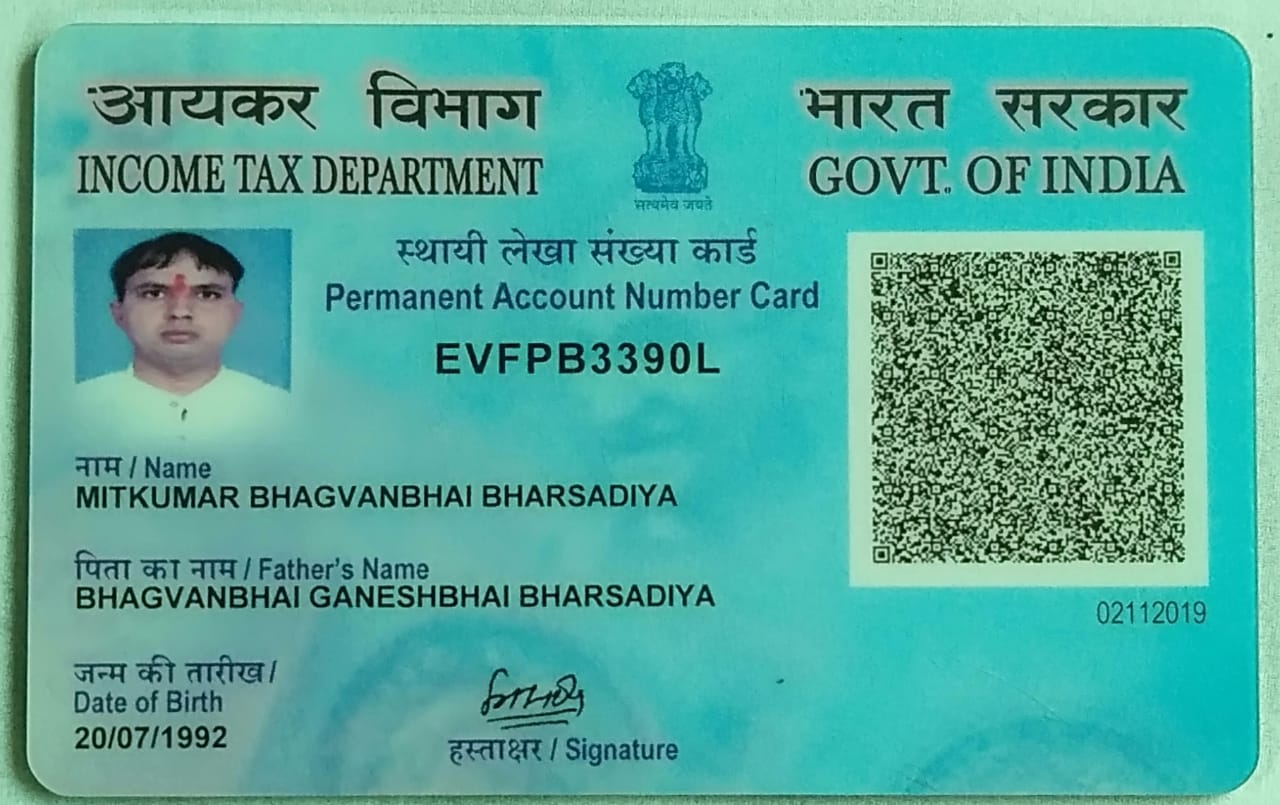 आयकर विभाग
INCOME TAX DEPARTMENT
सत्यमेव जयते
भारत सरकार
GOVT. OF INDIA
स्थायी लेखा संख्या कार्ड
Permanent Account Number Card
EVFPB3390L
नाम / Name
MITKUMAR BHAGVANBHAI BHARSADIYA
पिता का नाम / Father's Name
BHAGVANBHAI GANESHBHAI BHARSADIYA
02112019
जन्म की तारीख /
Date of Birth
20/07/1992
हस्ताक्षर / Signature